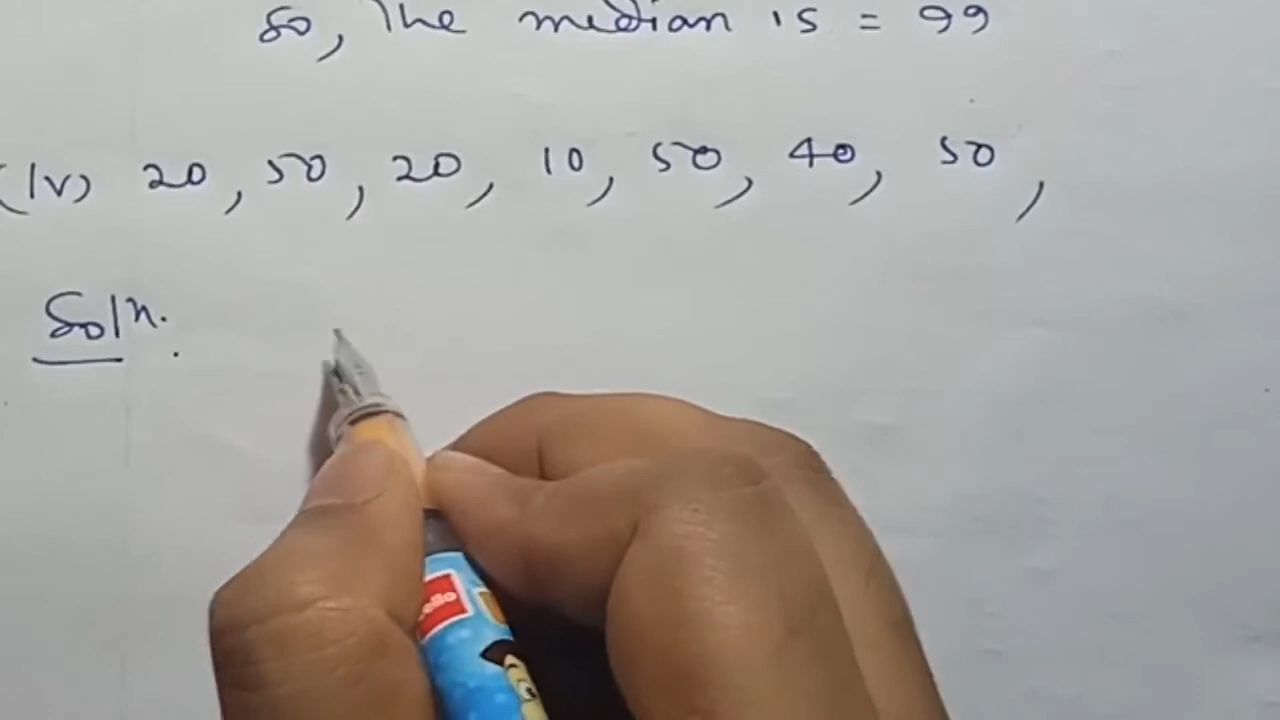 So, The median is = 99
(iv) 20, 50, 20, 10, 50, 40, 50,
Soln.